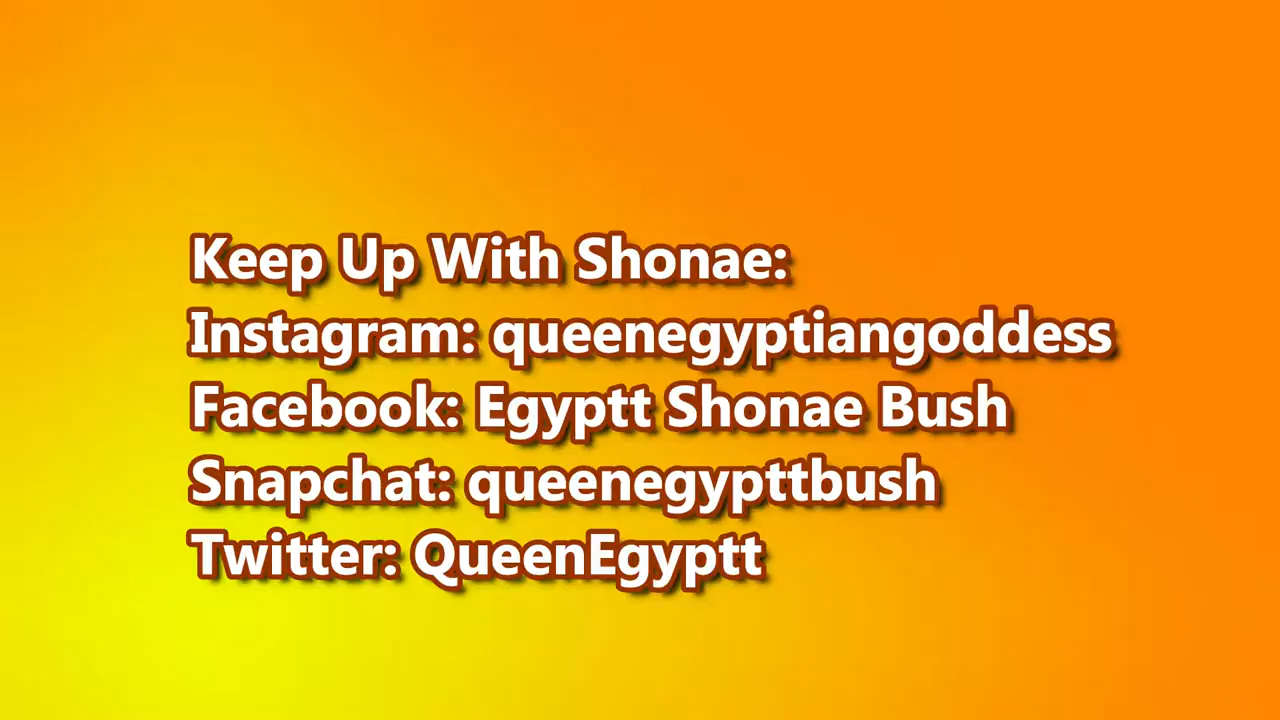 Keep Up With Shonae:
Instagram: queenegyptiangoddess
Facebook: Egyptt Shonae Bush
Snapchat: queenegypttbush
Twitter: QueenEgyptt